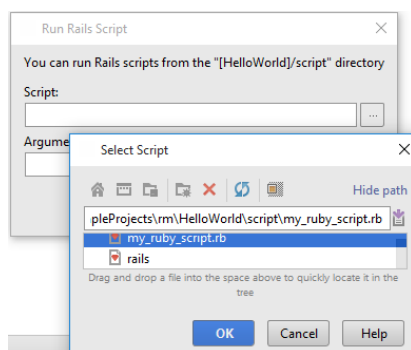 Run Rails Script
You can run Rails scripts from the "[HelloWorld]/script" directory
Script:
...
Argume
Select Script
Hide path
pleProjects\rm\HelloWorld\script\my_ruby_script.rb
my_ruby_script.rb
rails
Drag and drop a file into the space above to quickly locate it in the
tree
OK Cancel Help